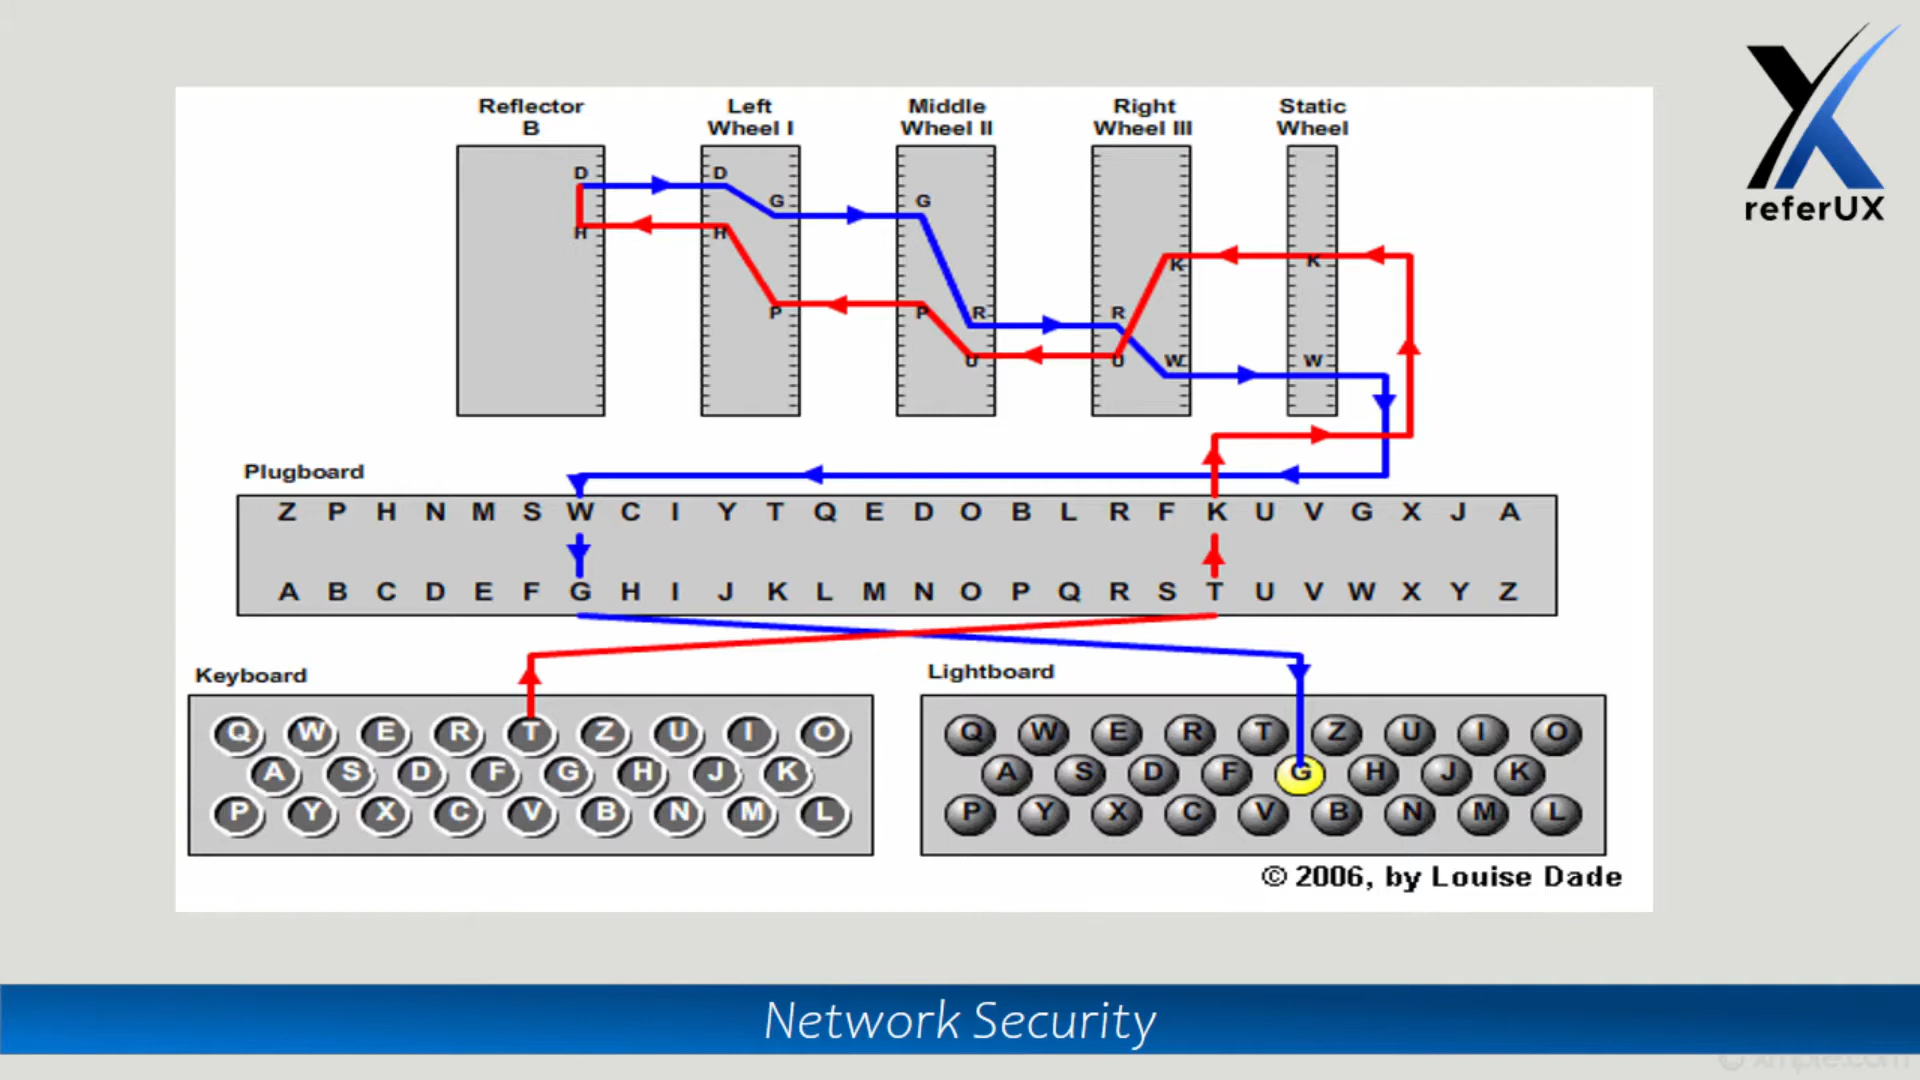 Reflector
B
Left
Wheel I
Middle
Wheel II
Right
Wheel III
Static
Wheel
referUX
D D G G
H H K K
P P R R
U U W W
Plugboard
Z P H N M S W C I Y T Q E D O B L R F K U V G X J A
A B C D E F G H I J K L M N O P Q R S T U V W X Y Z
Keyboard
Q W E R T Z U I O
A S D F G H J K
P Y X C V B N M L
Lightboard
Q W E R T Z U I O
A S D F G H J K
P Y X C V B N M L
© 2006, by Louise Dade
Network Security